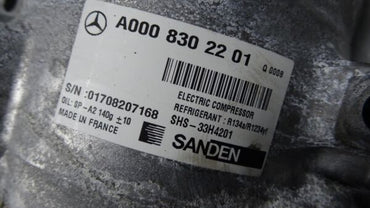 A000 830 22 01
Q 0009
S/N :01708207168
OIL: SP-A2 140g ±10
MADE IN FRANCE
ELECTRIC COMPRESSOR
REFRIGERANT : R134a/R1234yf
SHS-33H4201
SANDEN